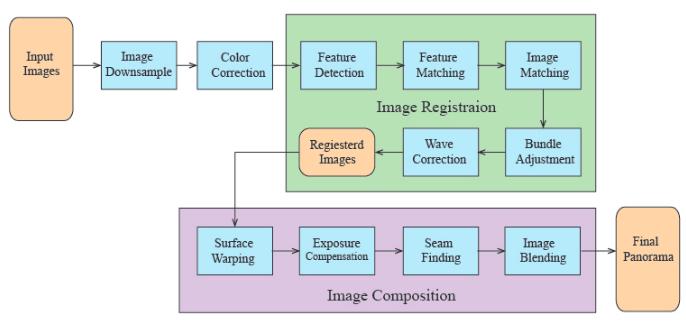 Input
Images
Image
Downsample
Color
Correction
Feature
Detection
Feature
Matching
Image
Matching
Image Registraion
Regiesterd
Images
Wave
Correction
Bundle
Adjustment
Surface
Warping
Exposure
Compensation
Seam
Finding
Image
Blending
Final
Panorama
Image Composition